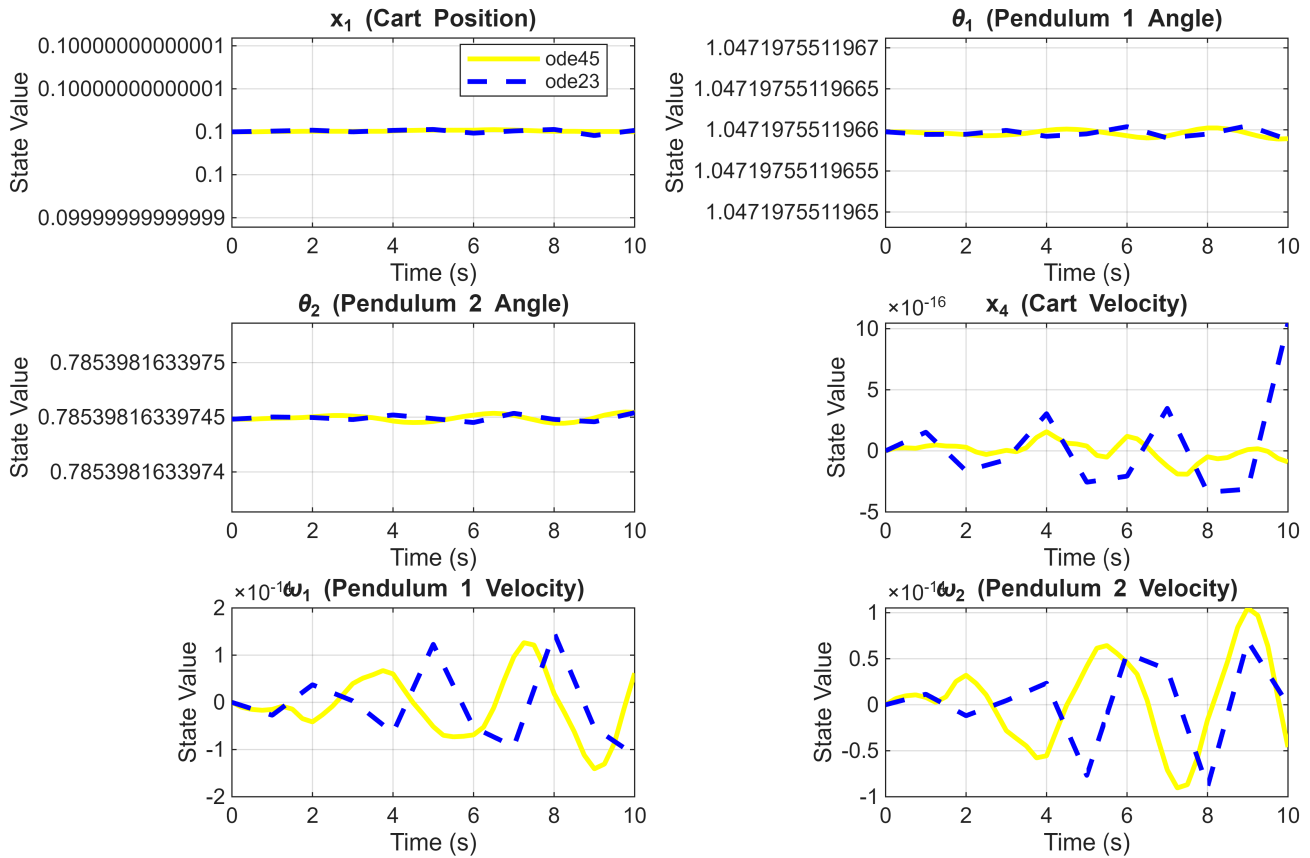 x₁ (Cart Position)
0.10000000000001
0.10000000000001
0.1
0.1
0.09999999999999
State Value
ode45
ode23
0 2 4 6 8 10
Time (s)
θ₁ (Pendulum 1 Angle)
1.0471975511967
1.04719755119665
1.0471975511966
1.04719755119655
1.0471975511965
State Value
0 2 4 6 8 10
Time (s)
θ₂ (Pendulum 2 Angle)
0.7853981633975
0.78539816339745
0.7853981633974
State Value
0 2 4 6 8 10
Time (s)
×10⁻¹⁶
x₄ (Cart Velocity)
10
5
0
-5
State Value
0 2 4 6 8 10
Time (s)
ω₁ (Pendulum 1 Velocity)
2
1
0
-1
-2
State Value
0 2 4 6 8 10
Time (s)
ω₂ (Pendulum 2 Velocity)
1
0.5
0
-0.5
-1
State Value
0 2 4 6 8 10
Time (s)